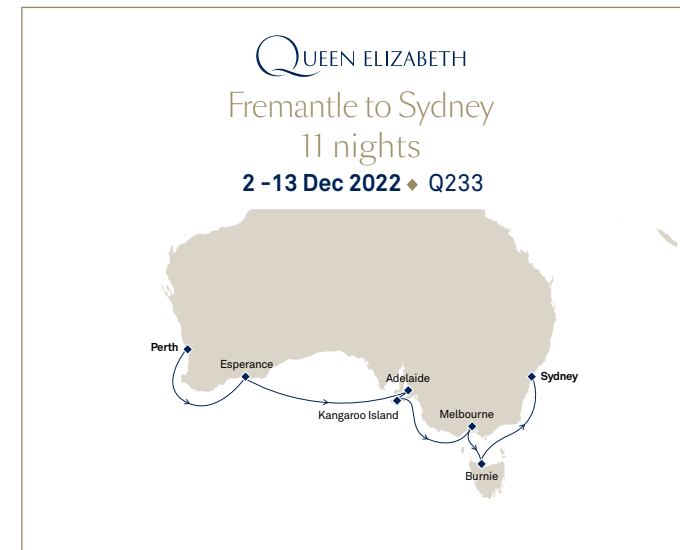 QUEEN ELIZABETH
Fremantle to Sydney
11 nights
2 -13 Dec 2022 ◆ Q233
Perth
Esperance
Adelaide
Sydney
Kangaroo Island
Melbourne
Burnie